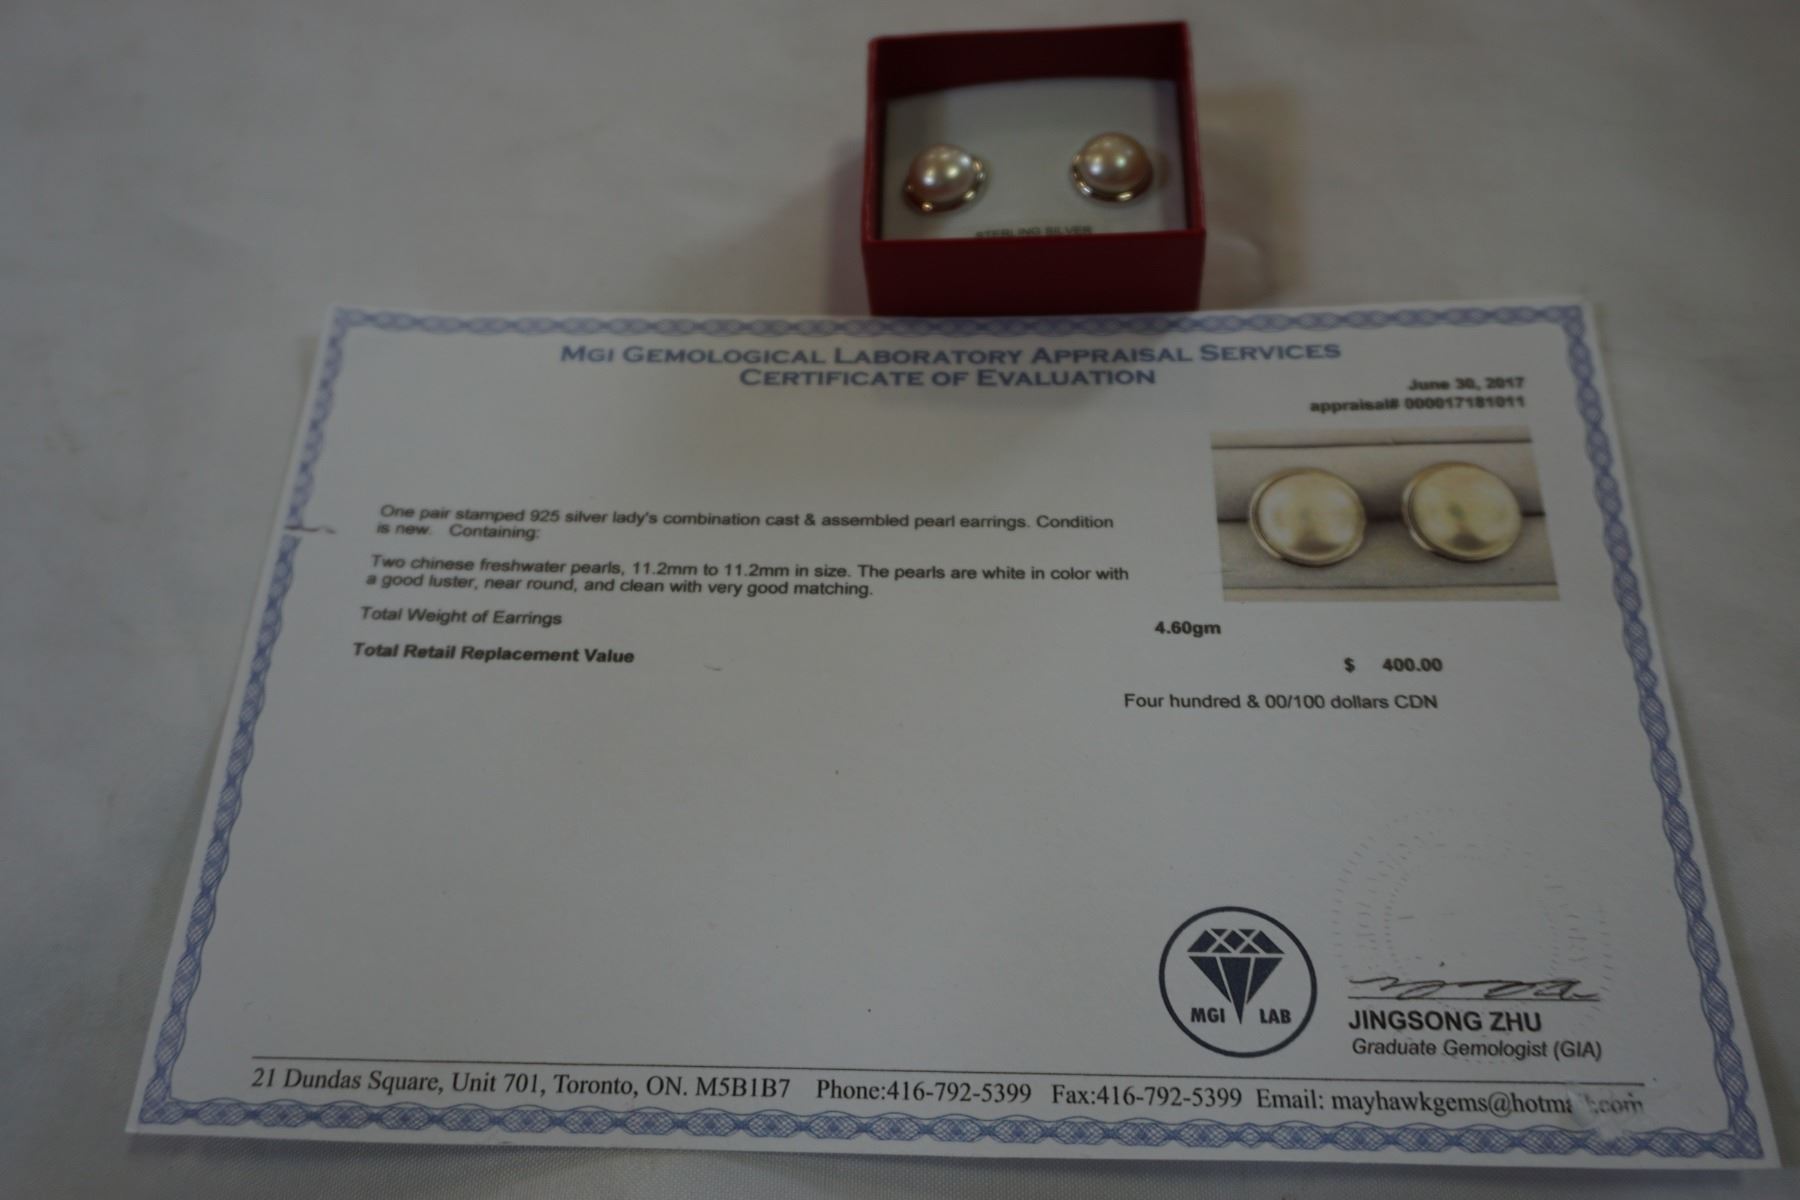 STERLING SILVER
MGI GEMOLOGICAL LABORATORY APPRAISAL SERVICES
CERTIFICATE OF EVALUATION
June 30, 2017
appraisal# 000017181011
One pair stamped 925 silver lady's combination cast & assembled pearl earrings. Condition
is new. Containing:
Two chinese freshwater pearls, 11.2mm to 11.2mm in size. The pearls are white in color with
a good luster, near round, and clean with very good matching.
Total Weight of Earrings
4.60gm
Total Retail Replacement Value
$ 400.00
Four hundred & 00/100 dollars CDN
MGI LAB
JINGSONG ZHU
Graduate Gemologist (GIA)
21 Dundas Square, Unit 701, Toronto, ON. M5B1B7 Phone:416-792-5399 Fax:416-792-5399 Email: